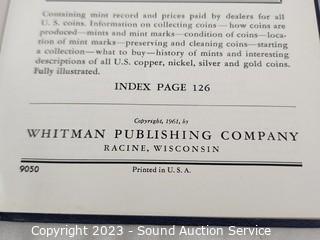 Containing mint record and prices paid by dealers for all
U. S. coins. Information on collecting coins—how coins are
produced—mints and mint marks—condition of coins—loca-
tion of mint marks—preserving and cleaning coins—starting
a collection—what to buy—history of mints and interesting
descriptions of all U.S. copper, nickel, silver and gold coins.
Fully illustrated.
INDEX PAGE 126
Copyright, 1961, by
WHITMAN PUBLISHING COMPANY
RACINE, WISCONSIN
9050 Printed in U. S. A.
Copyright 2023 - Sound Auction Service